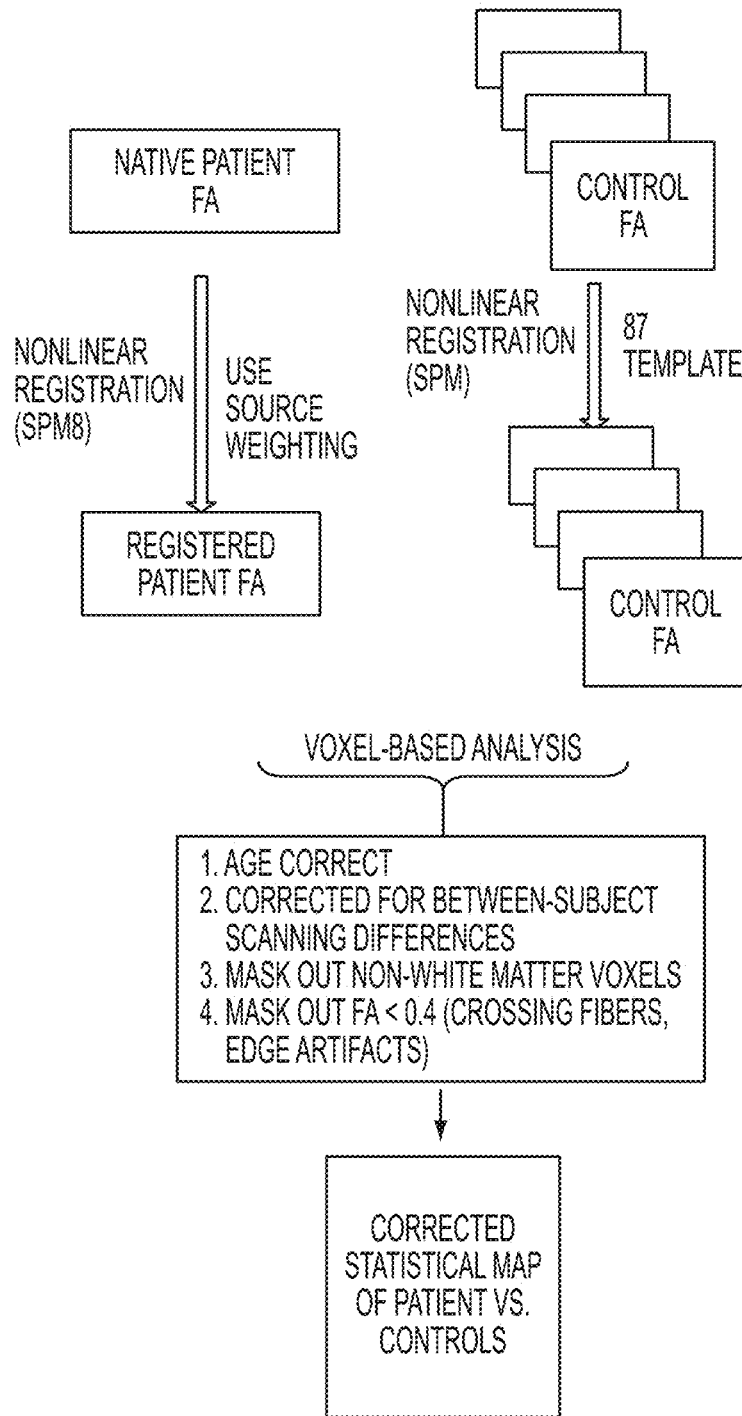 NATIVE PATIENT
FA
CONTROL
FA
NONLINEAR
REGISTRATION
(SPM8)
USE
SOURCE
WEIGHTING
NONLINEAR
REGISTRATION
(SPM)
87
TEMPLATE
REGISTERED
PATIENT FA
CONTROL
FA
VOXEL-BASED ANALYSIS
1. AGE CORRECT
2. CORRECTED FOR BETWEEN-SUBJECT
SCANNING DIFFERENCES
3. MASK OUT NON-WHITE MATTER VOXELS
4. MASK OUT FA < 0.4 (CROSSING FIBERS,
EDGE ARTIFACTS)
CORRECTED
STATISTICAL MAP
OF PATIENT VS.
CONTROLS